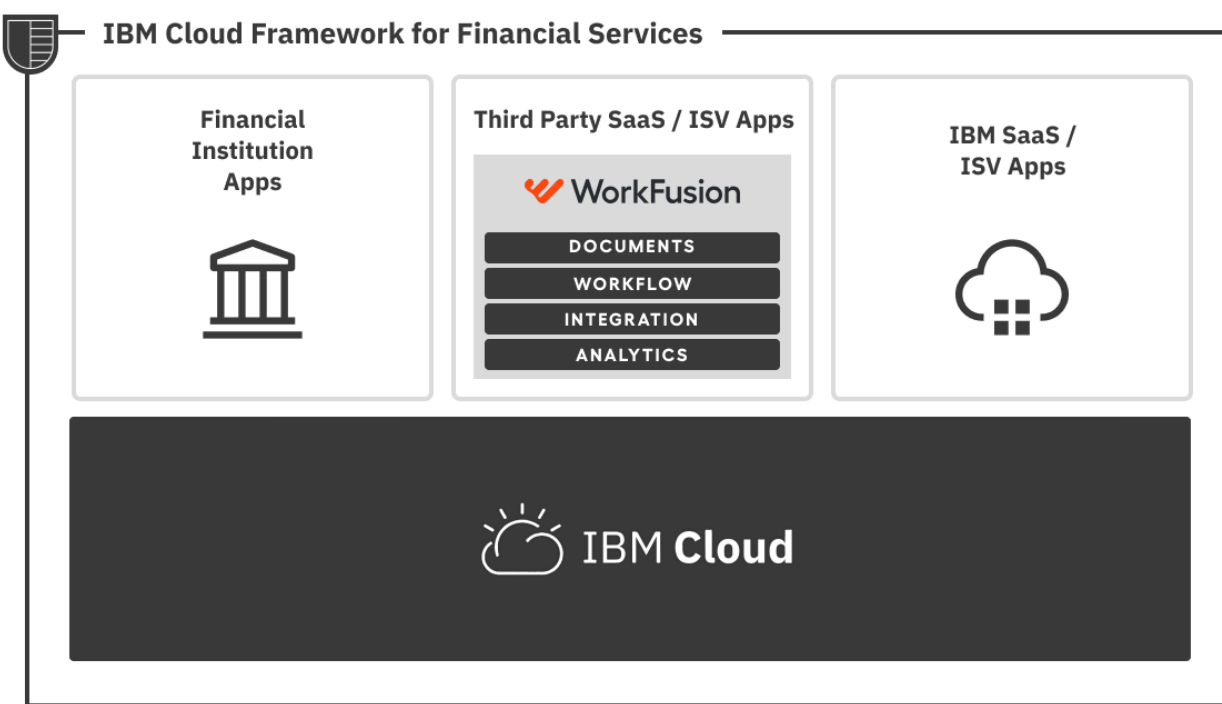 IBM Cloud Framework for Financial Services
Financial
Institution
Apps
Third Party SaaS / ISV Apps
WorkFusion
DOCUMENTS
WORKFLOW
INTEGRATION
ANALYTICS
IBM SaaS /
ISV Apps
IBM Cloud